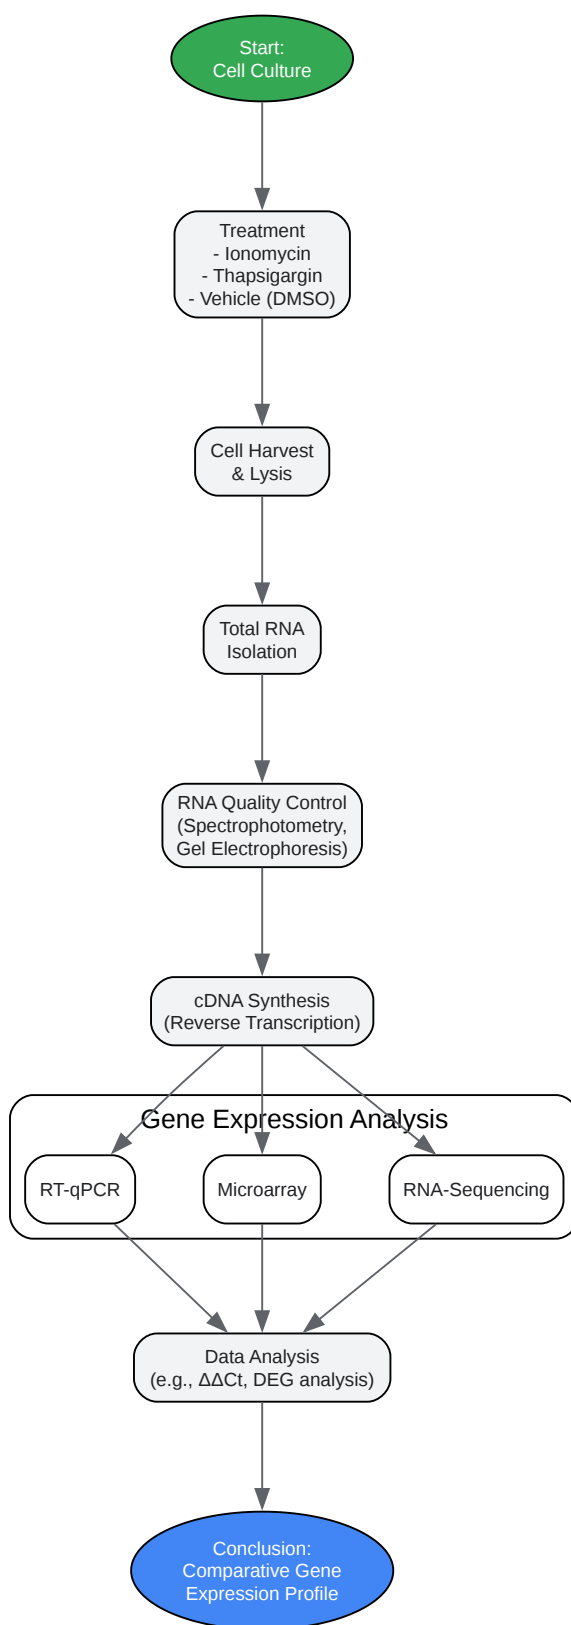 Start:
Cell Culture
Treatment
- Ionomycin
- Thapsigargin
- Vehicle (DMSO)
Cell Harvest
& Lysis
Total RNA
Isolation
RNA Quality Control
(Spectrophotometry,
Gel Electrophoresis)
cDNA Synthesis
(Reverse Transcription)
Gene Expression Analysis
RT-qPCR
Microarray
RNA-Sequencing
Data Analysis
(e.g., ΔΔCt, DEG analysis)
Conclusion:
Comparative Gene
Expression Profile